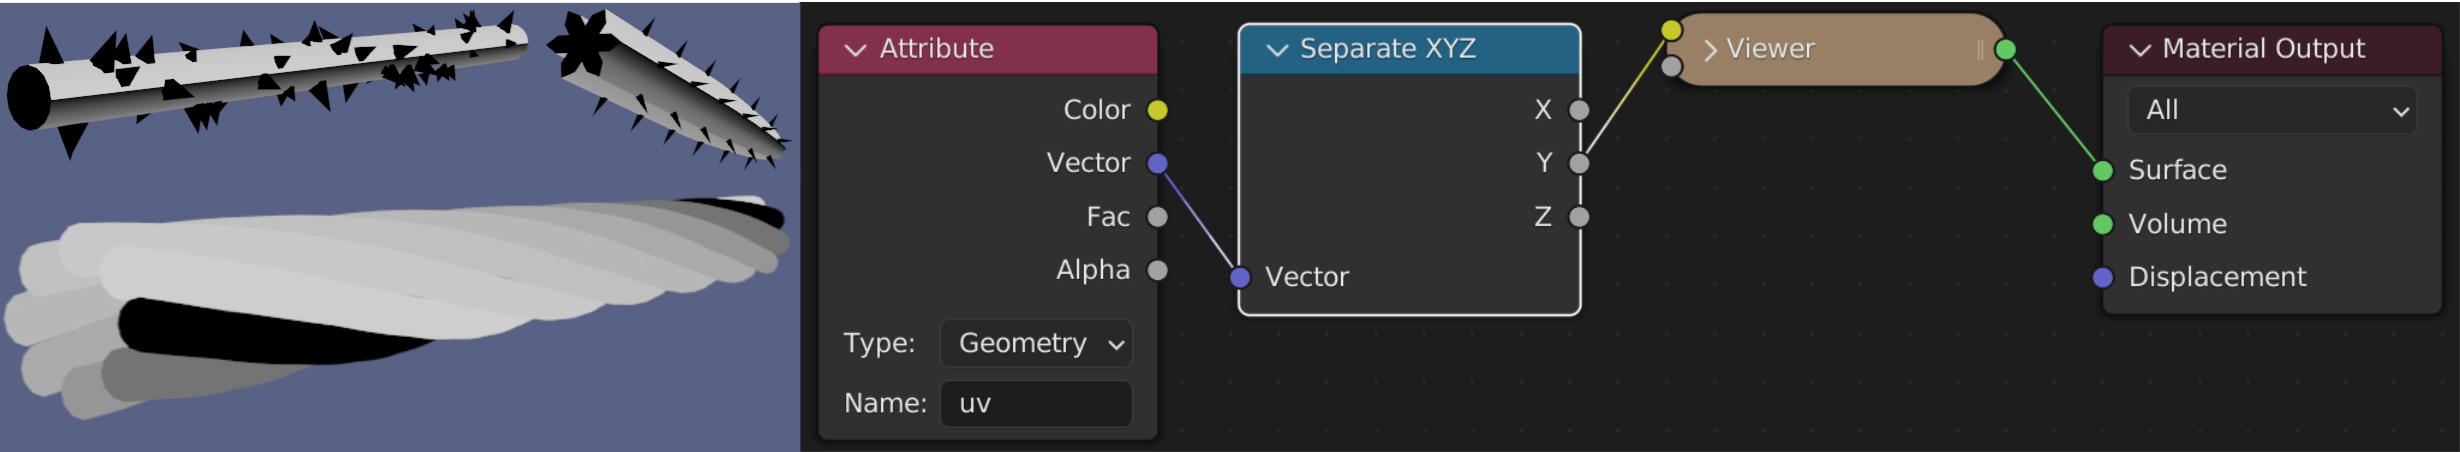 Attribute
Color
Vector
Fac
Alpha
Type: Geometry
Name: uv
Separate XYZ
X
Y
Z
Vector
Viewer
Material Output
All
Surface
Volume
Displacement